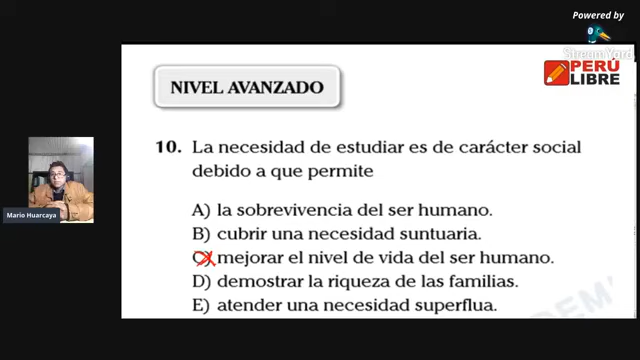 Powered by
StreamYard
NIVEL AVANZADO
PERÚ
LIBRE
10. La necesidad de estudiar es de carácter social
debido a que permite
A) la sobrevivencia del ser humano.
B) cubrir una necesidad suntuaria.
C) mejorar el nivel de vida del ser humano.
D) demostrar la riqueza de las familias.
E) atender una necesidad superflua.
Mario Huarcaya